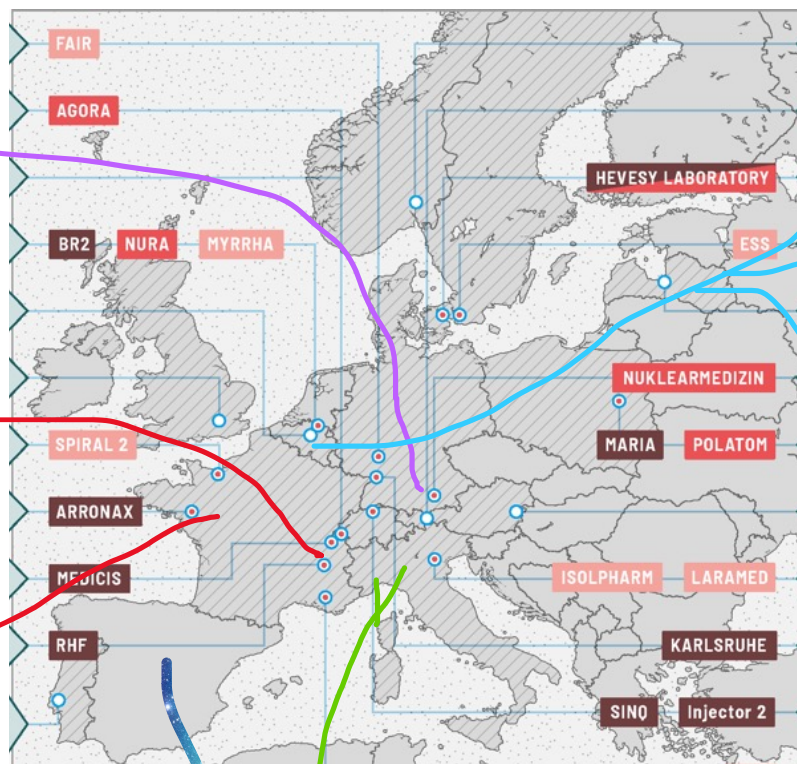 FAIR
AGORA
HEVESY LABORATORY
BR2 NURA MYRRHA ESS
NUKLEARMEDIZIN
SPIRAL 2 MARIA POLATOM
ARRONAX
MEDICIS ISOLPHARM LARAMED
RHF KARLSRUHE
SINQ Injector 2